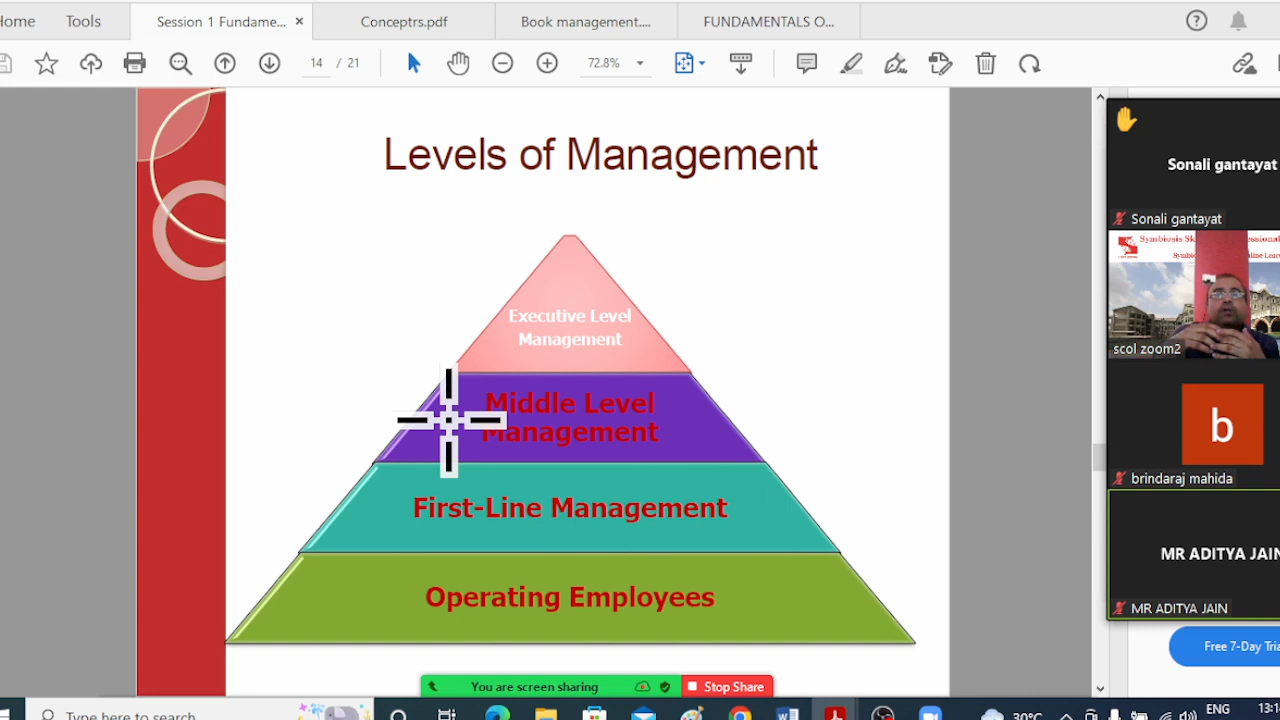 Home
Tools
Session 1 Fundame...
Conceptrs.pdf
Book management....
FUNDAMENTALS O...
14 / 21
72.8%
Levels of Management
Executive Level
Management
Middle Level
Management
First-Line Management
Operating Employees
Sonali gantayat
Sonali gantayat
scol zoom2
b
brindaraj mahida
MR ADITYA JAIN
MR ADITYA JAIN
Free 7-Day
You are screen sharing
Stop Share
Type here to search
30°C
ENG